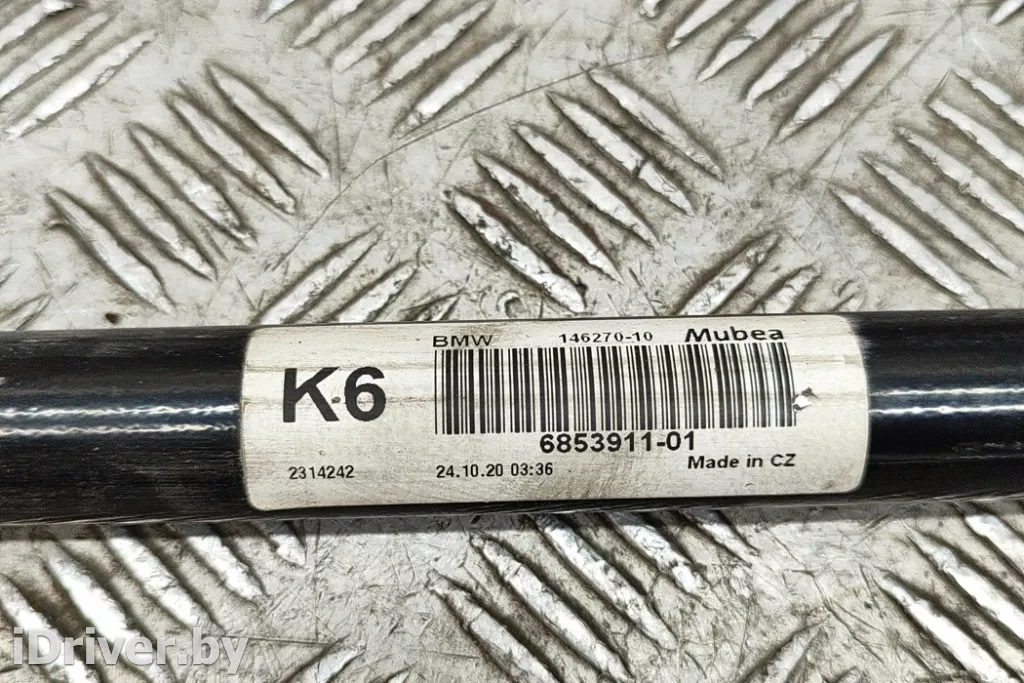 BMW 146270-10 Mubea
K6
6853911-01
Made in CZ
2314242 24.10.20 03:36
iDriver.by